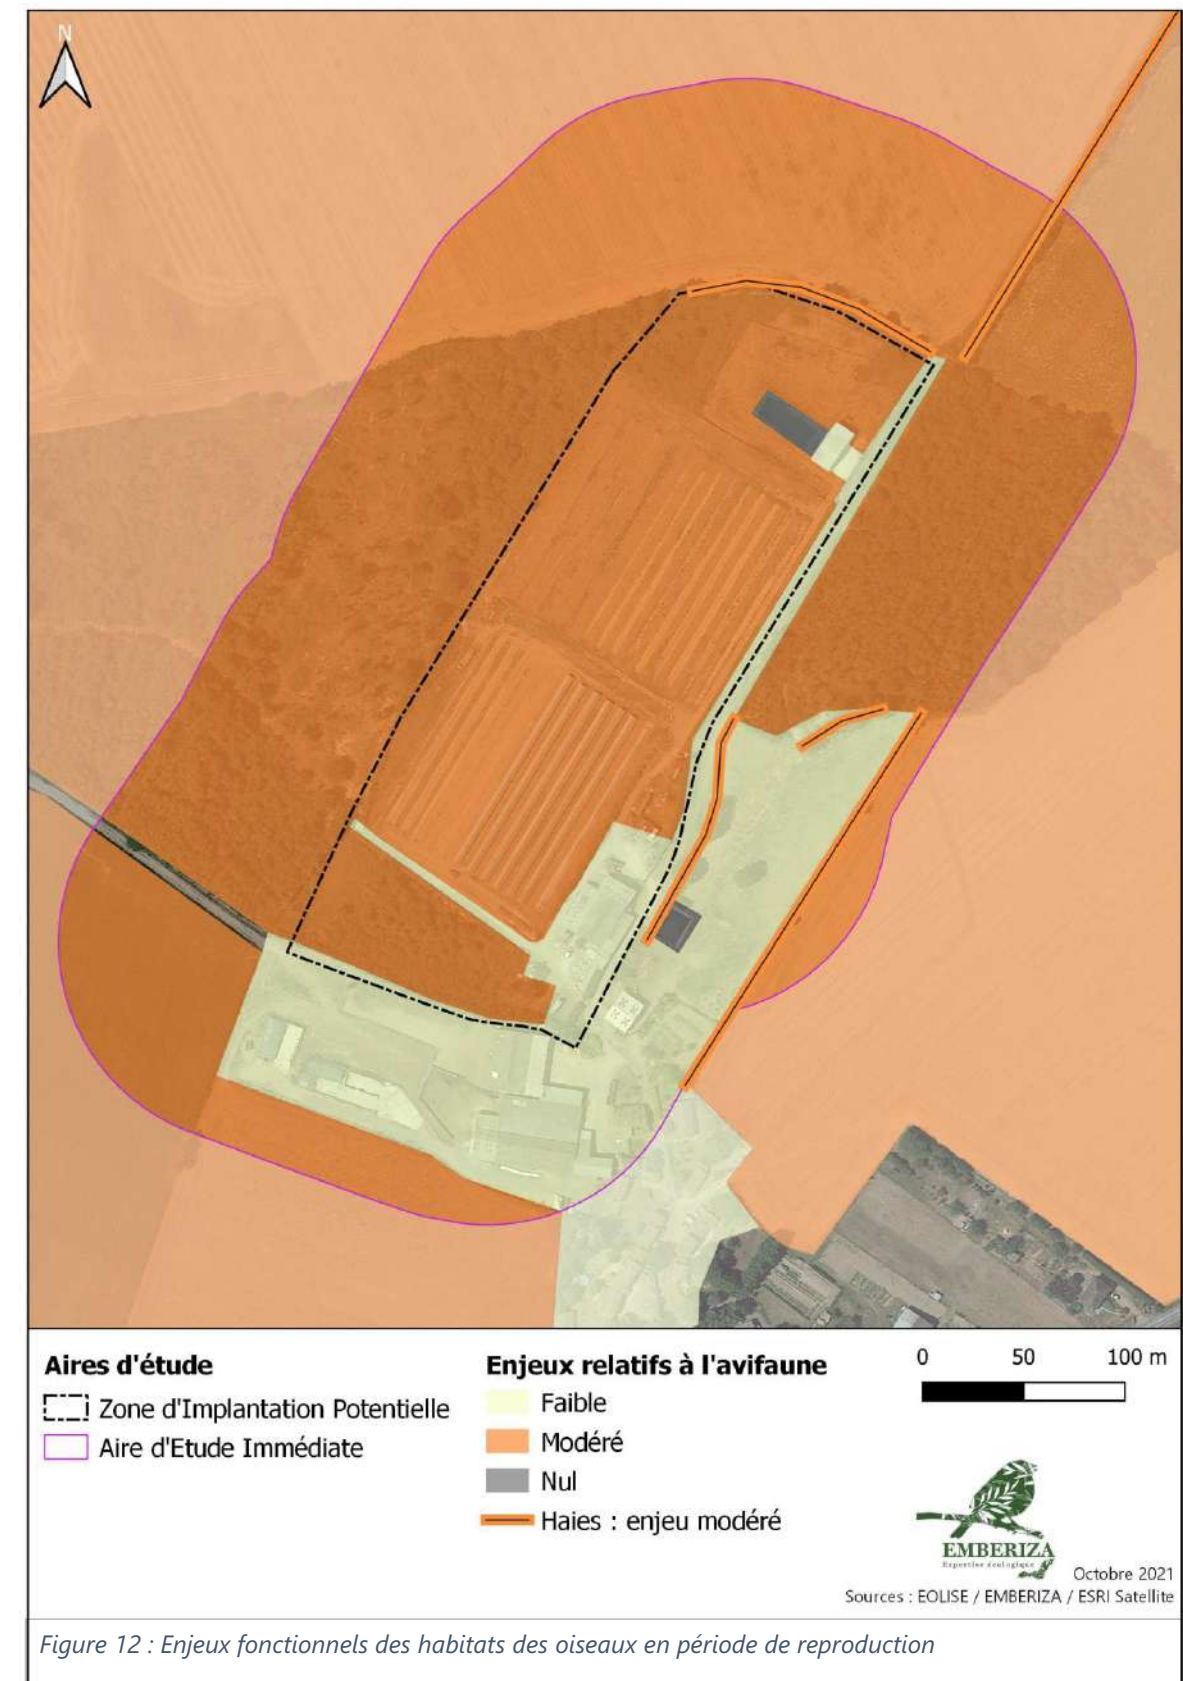 N
Aires d'étude
Zone d'Implantation Potentielle
Aire d'Etude Immédiate
Enjeux relatifs à l'avifaune
Faible
Modéré
Nul
Haies : enjeu modéré
0 50 100 m
EMBERIZA
Expertise écologique
Octobre 2021
Sources : EOLISE / EMBERIZA / ESRI Satellite
Figure 12 : Enjeux fonctionnels des habitats des oiseaux en période de reproduction